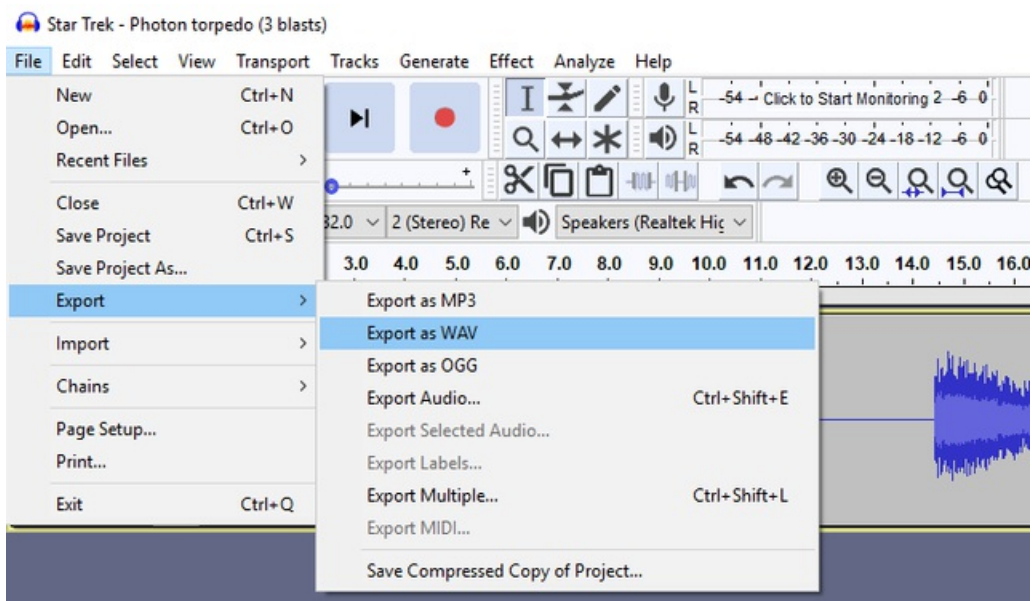 Star Trek - Photon torpedo (3 blasts)
File Edit Select View Transport Tracks Generate Effect Analyze Help
New Ctrl+N
Open... Ctrl+O
Recent Files >
Close Ctrl+W
Save Project Ctrl+S
Save Project As...
Export >
Import >
Chains >
Page Setup...
Print...
Exit Ctrl+Q
L
R
-54 - Click to Start Monitoring 2 -6 0
L
R
-54 -48 -42 -36 -30 -24 -18 -12 -6 0
2 (Stereo) Re Speakers (Realtek Hig
3.0 4.0 5.0 6.0 7.0 8.0 9.0 10.0 11.0 12.0 13.0 14.0 15.0 16.0
Export as MP3
Export as WAV
Export as OGG
Export Audio... Ctrl+Shift+E
Export Selected Audio...
Export Labels...
Export Multiple... Ctrl+Shift+L
Export MIDI...
Save Compressed Copy of Project...